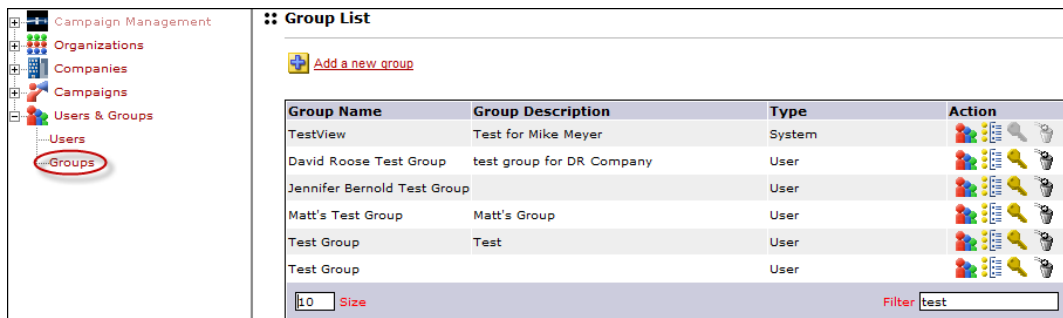 Campaign Management
Organizations
Companies
Campaigns
Users & Groups
Users
Groups
Group List
Add a new group
Group Name Group Description Type Action
TestView Test for Mike Meyer System
David Roose Test Group test group for DR Company User
Jennifer Bernold Test Group User
Matt's Test Group Matt's Group User
Test Group Test User
Test Group User
10 Size Filter test